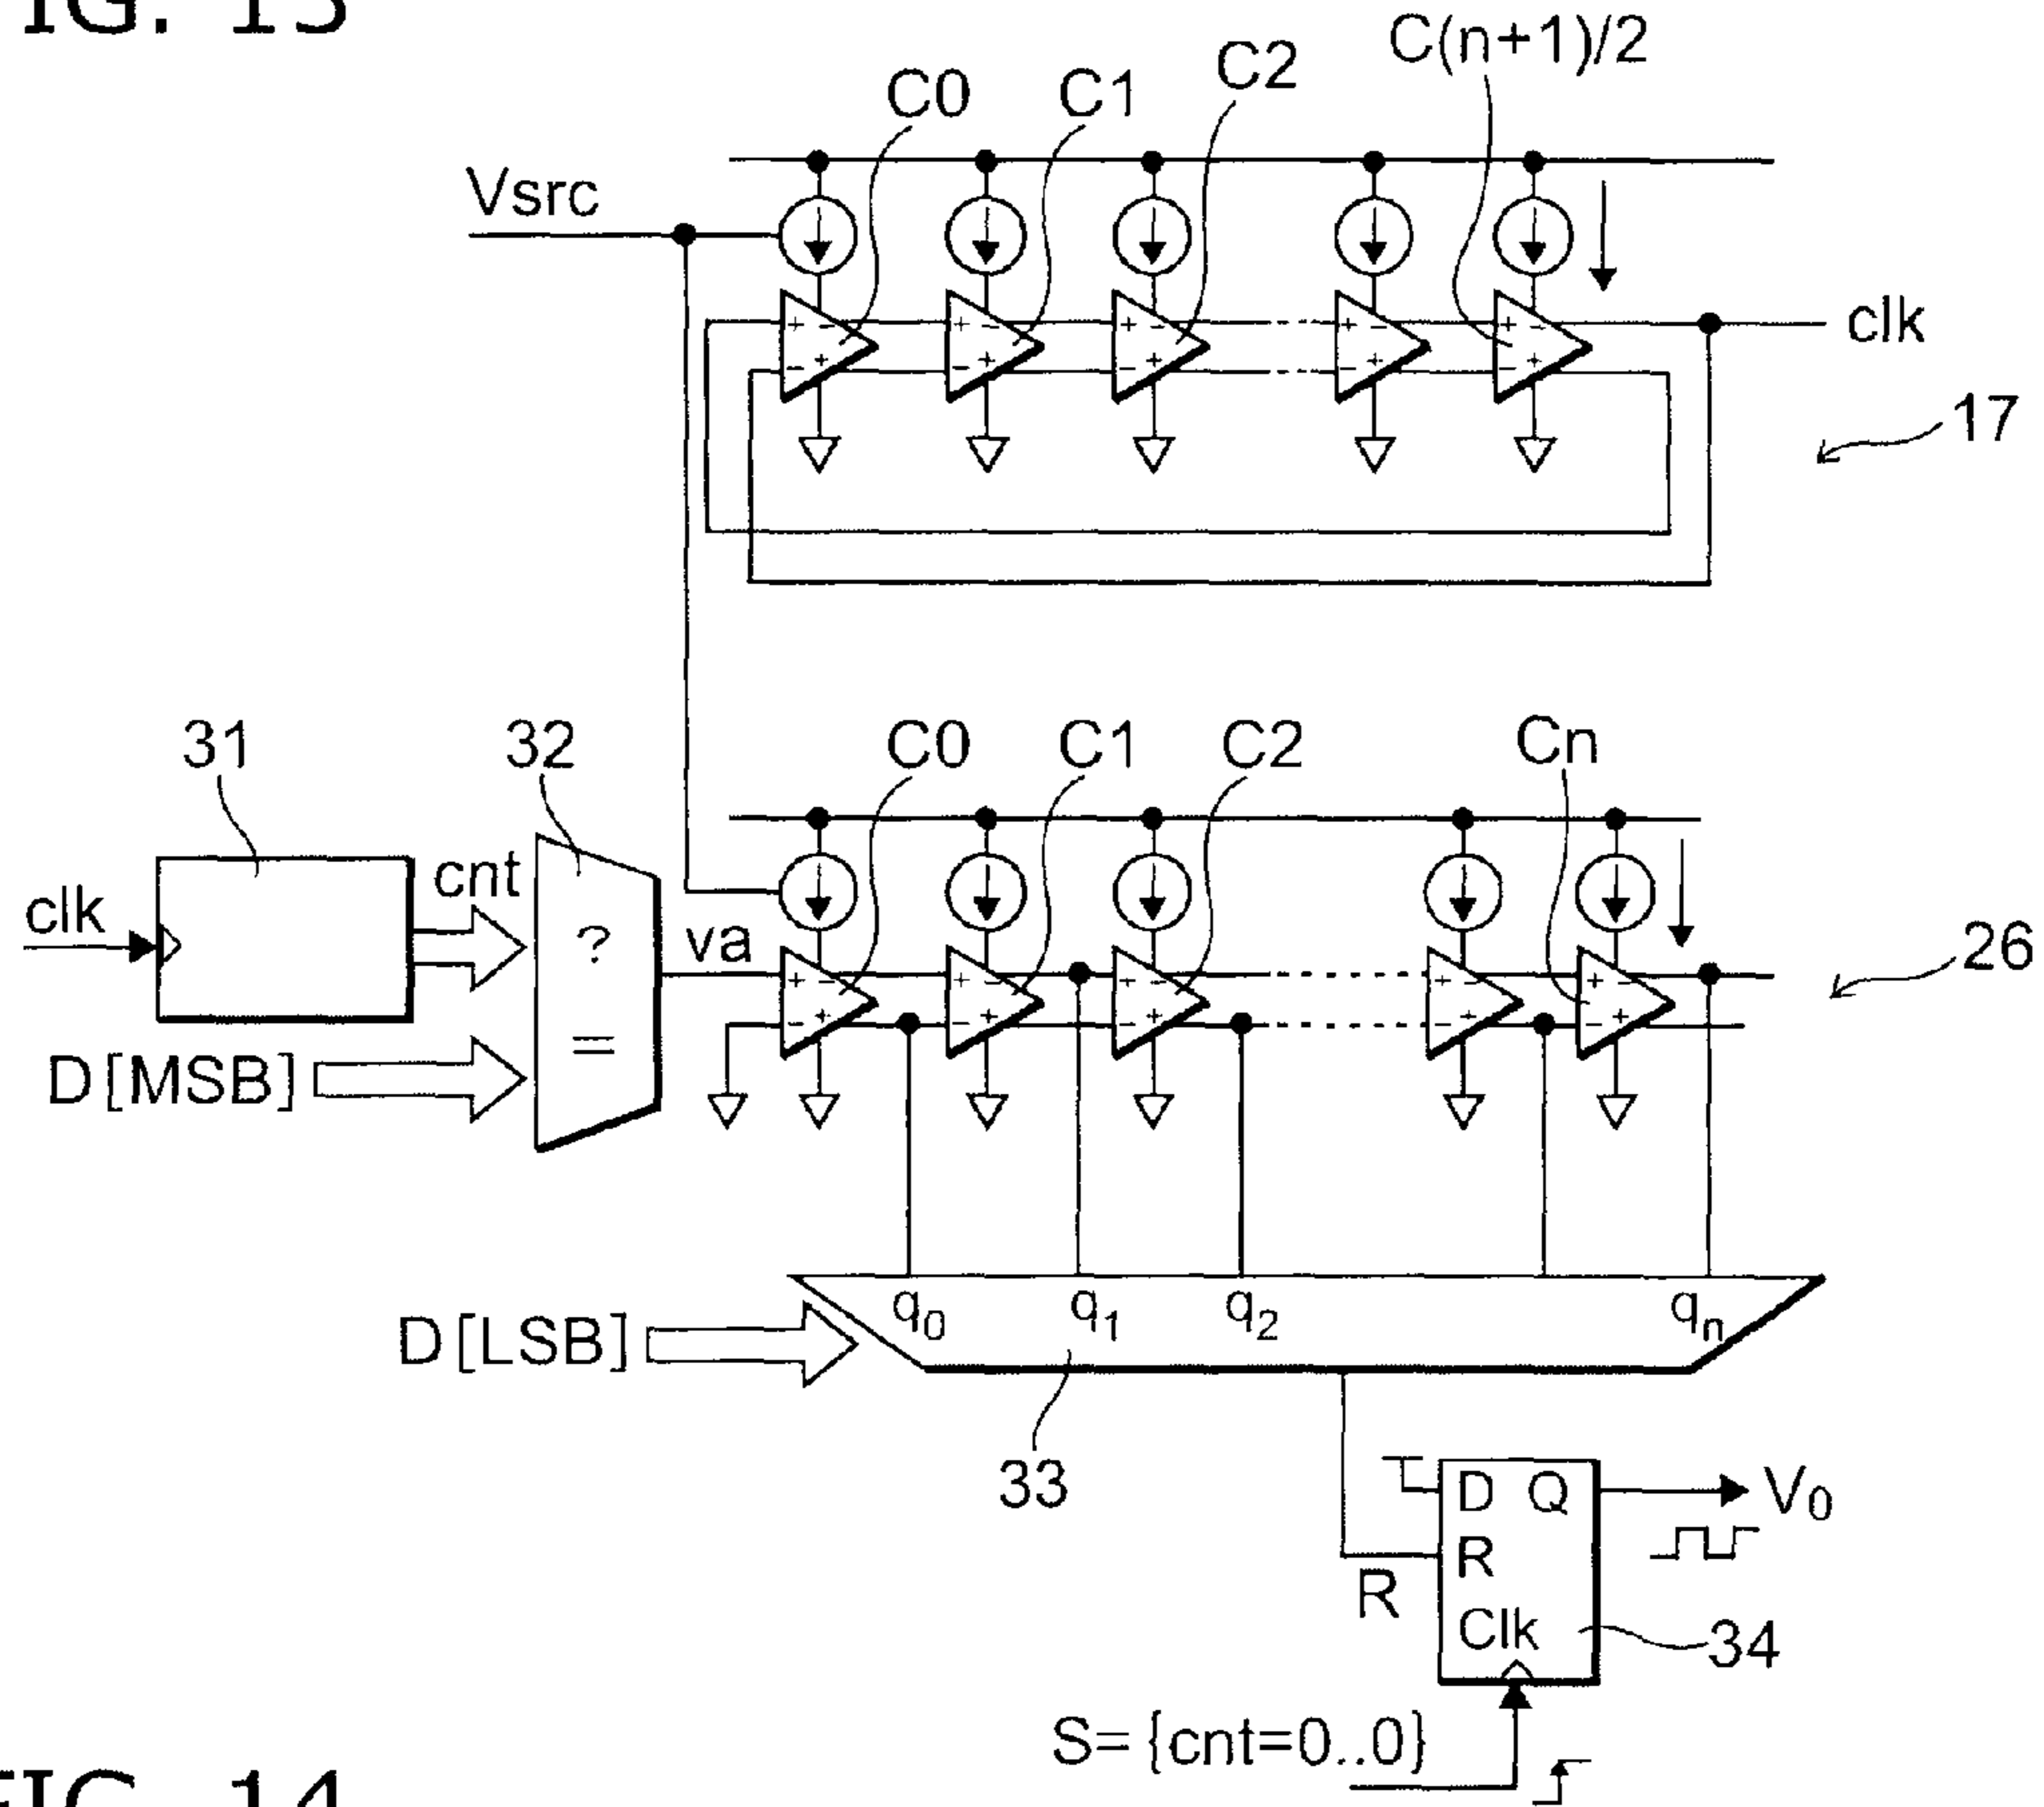 FIG. 13
C0 C1 C2 C(n+1)/2
Vsrc
+ − + − + − + − + −
− + − + − + − + − +
clk
17
31 32 C0 C1 C2 Cn
clk cnt ? va
=
26
+ − + − + − + − + −
− + − + − + − + − +
D[MSB]
D[LSB] q0 q1 q2 qn
33
D Q V0
R R
Clk
34
S={cnt=0..0}
FIG. 14